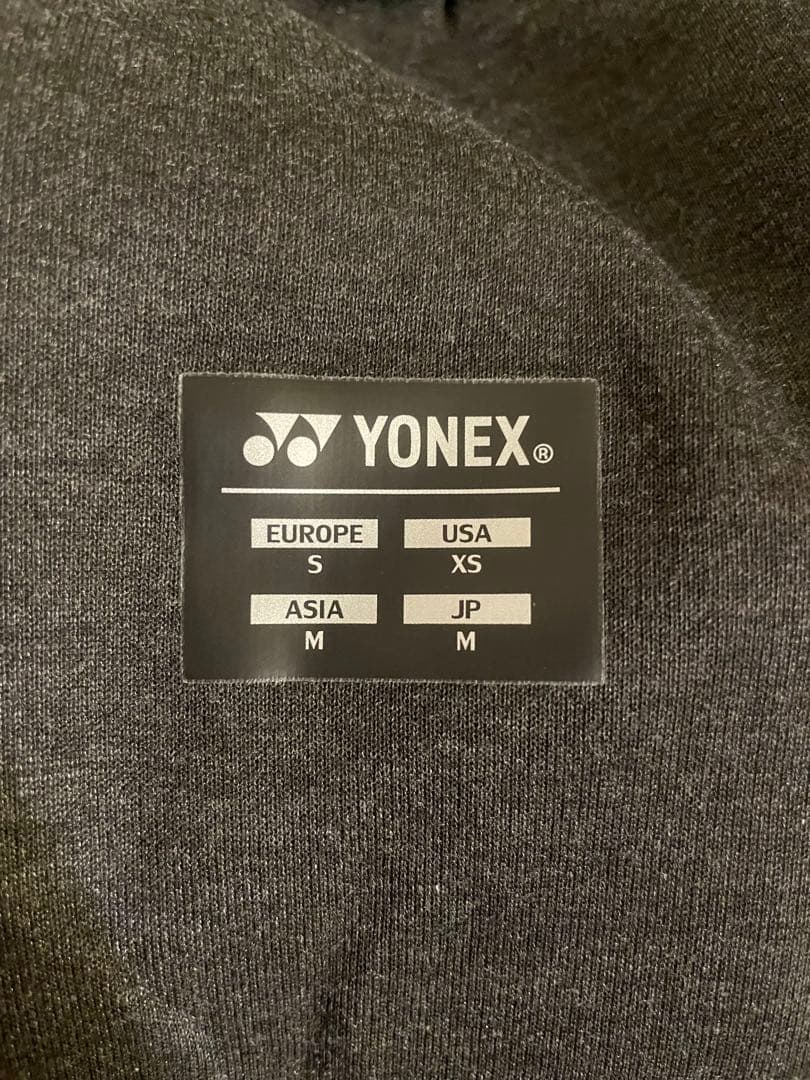 YONEX®
EUROPE USA
S XS
ASIA JP
M M